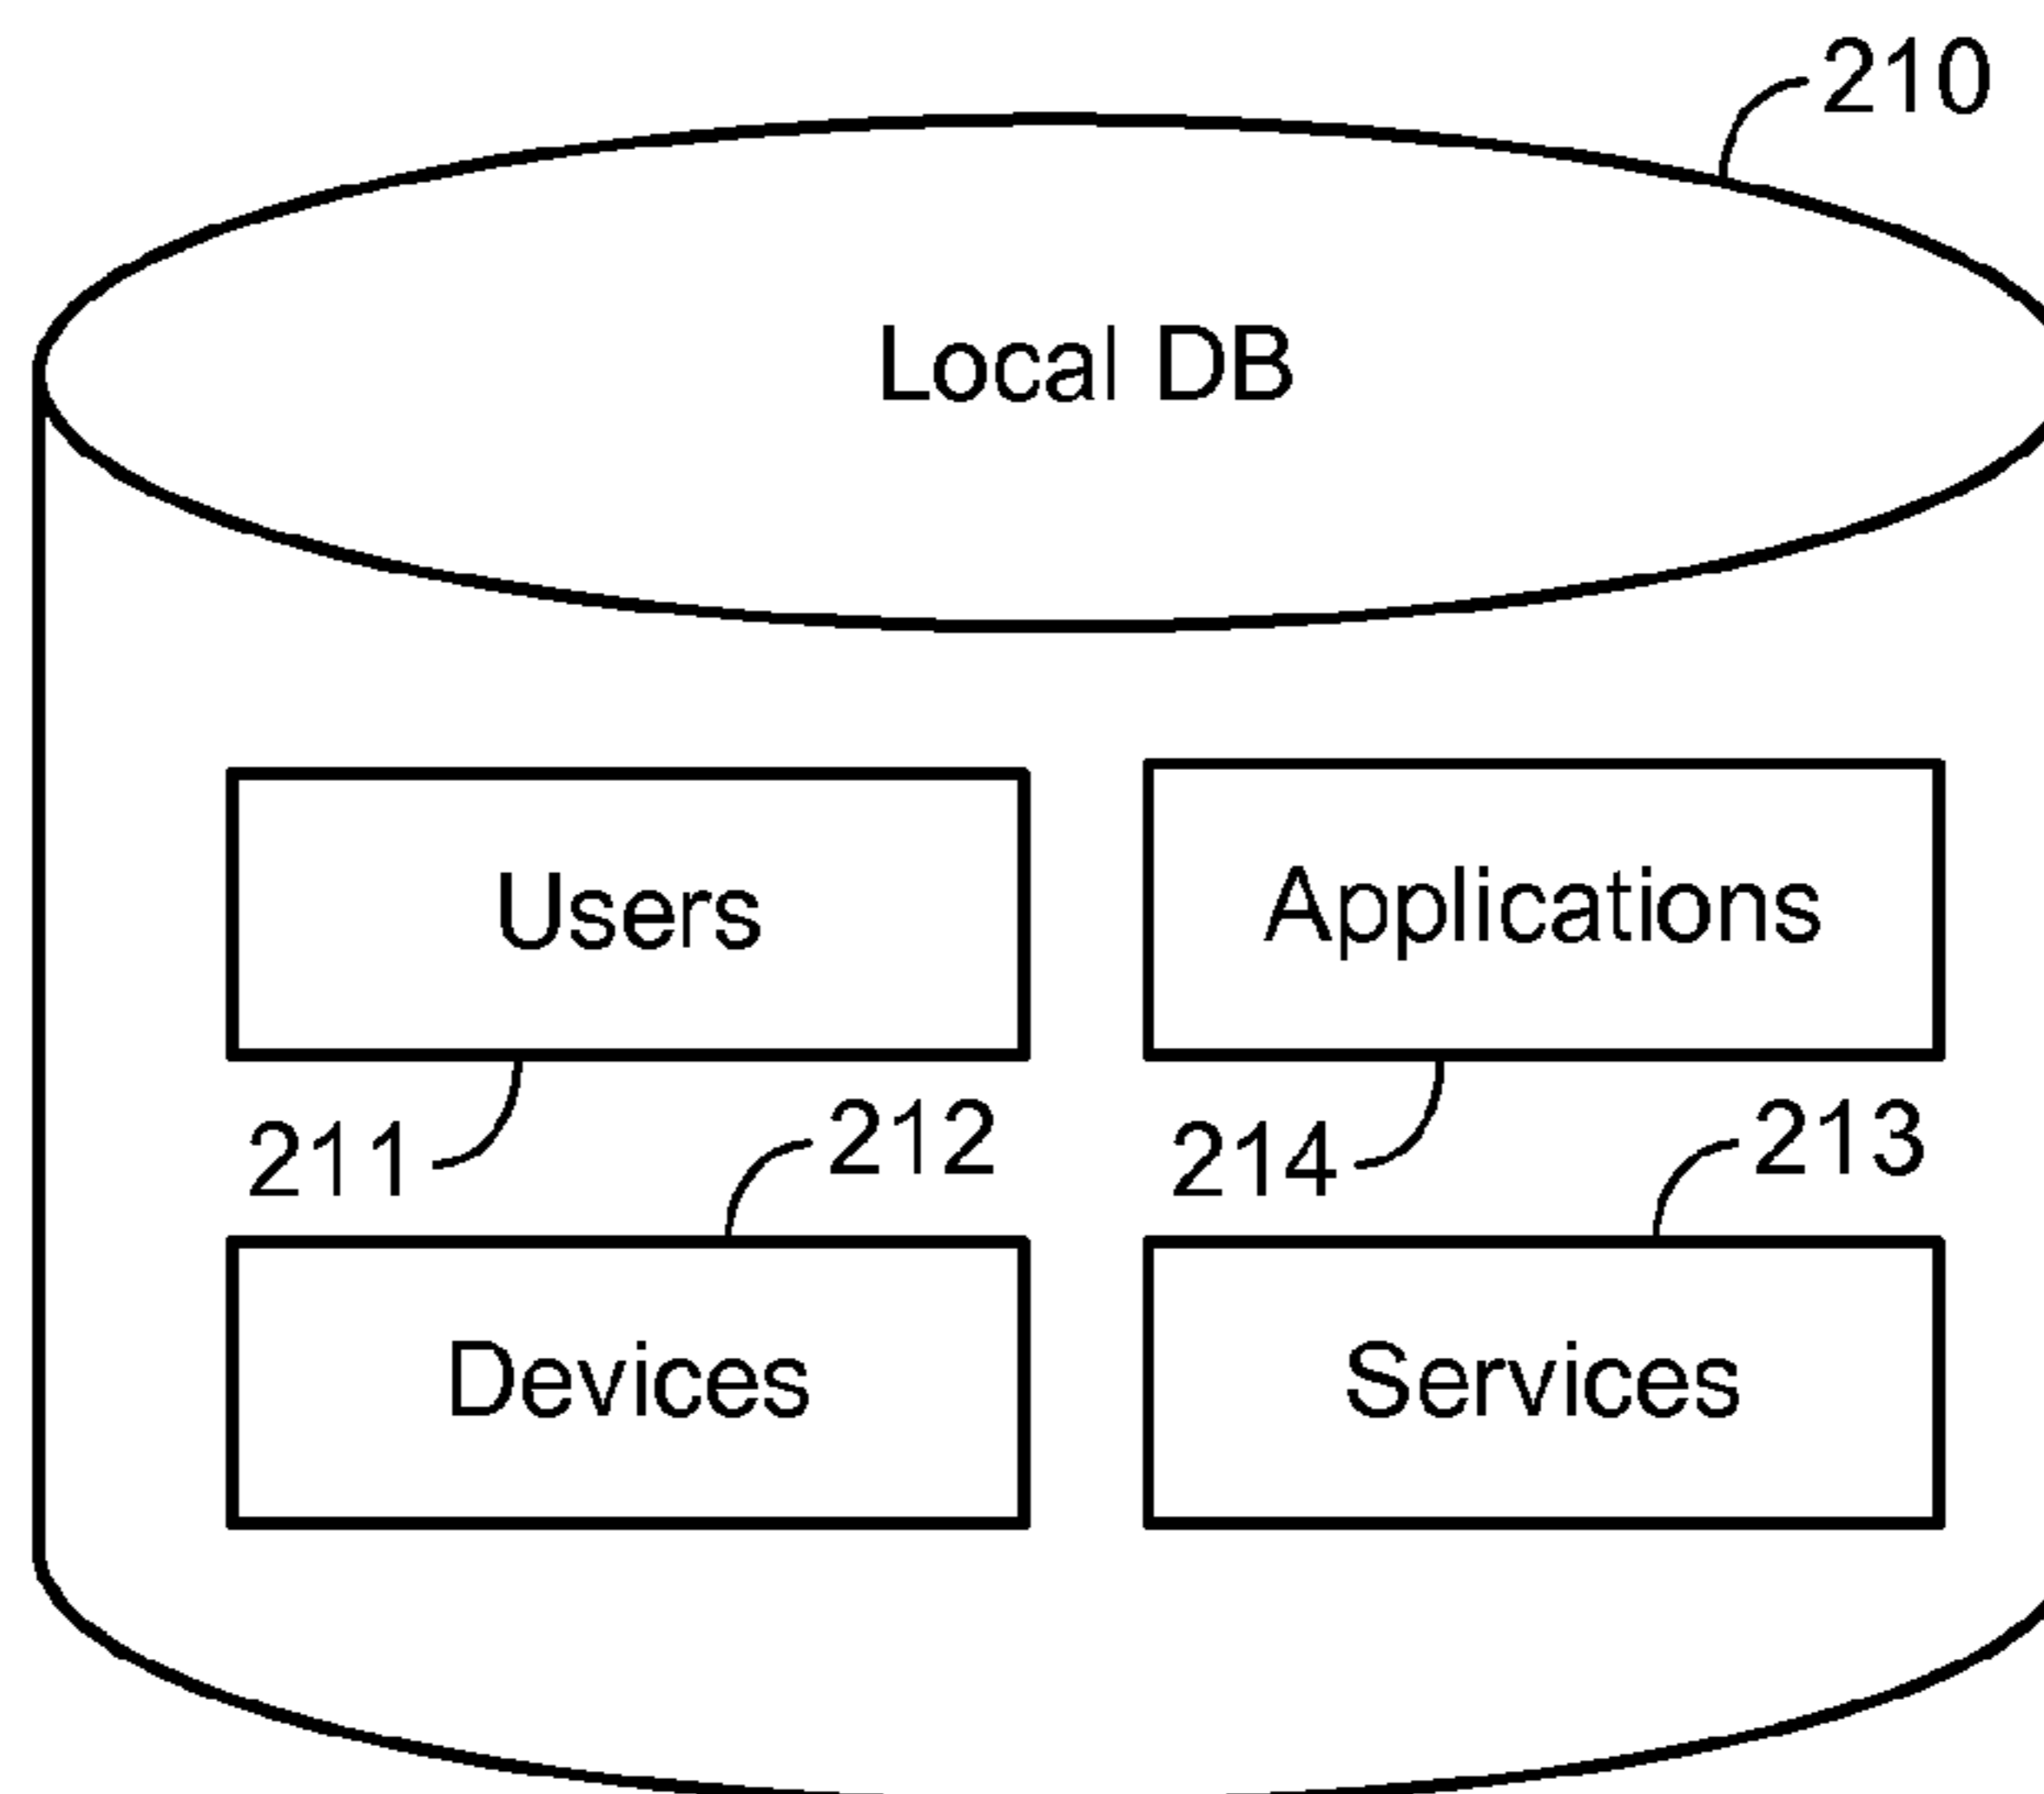 210
Local DB
Users
Applications
211
212
214
213
Devices
Services